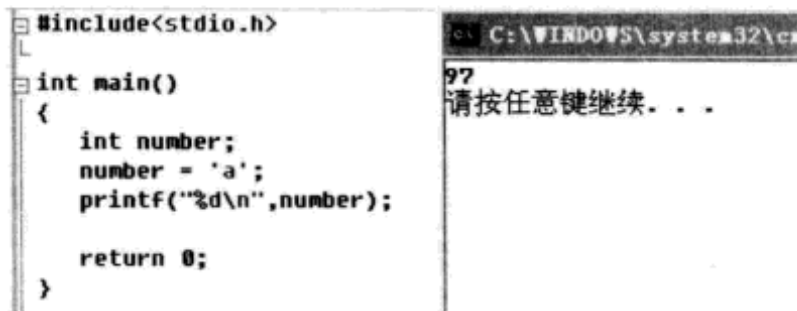 #include<stdio.h>
int main()
{
int number;
number = 'a';
printf("%d\n",number);
return 0;
}
C:\WINDOWS\system32\c
97
请按任意键继续. . .